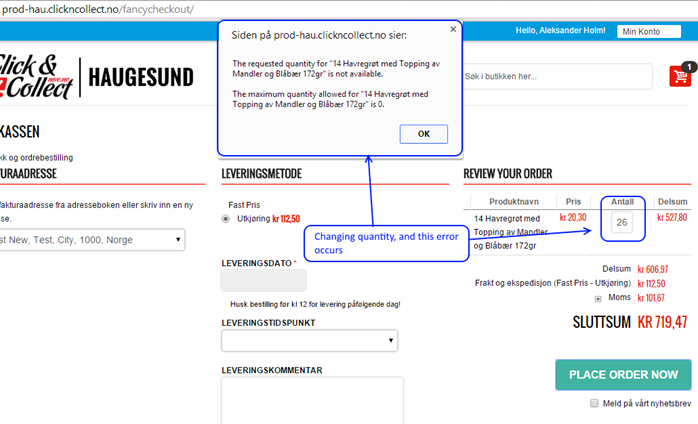 prod-hau.clickncollect.no/fancycheckout/
Hello, Aleksander Holm!
Min Konto
Siden på prod-hau.clickncollect.no sier:
The requested quantity for "14 Havregrøt med Topping av
Mandler og Blåbær 172gr" is not available.
The maximum quantity allowed for "14 Havregrøt med
Topping av Mandler og Blåbær 172gr" is 0.
OK
Click &
Collect
meny.no
HAUGESUND
Søk i butikken her...
1
KASSEN
kk og ordrebestilling
TURAADRESSE
fakturaadresse fra adresseboken eller skriv inn en ny
se.
st New, Test, City, 1000, Norge
LEVERINGSMETODE
Fast Pris
Utkjøring kr 112,50
Changing quantity, and this error
occurs
LEVERINGSDATO *
Husk bestilling før kl 12 for levering påfølgende dag!
LEVERINGSTIDSPUNKT
LEVERINGSKOMMENTAR
REVIEW YOUR ORDER
Produktnavn Pris Antall Delsum
14 Havregrøt med kr 20,30 26 kr 527,80
Topping av Mandler
og Blåbær 172gr
Delsum kr 606,97
Frakt og ekspedisjon (Fast Pris - Utkjøring) kr 112,50
Moms kr 101,67
SLUTTSUM KR 719,47
PLACE ORDER NOW
Meld på vårt nyhetsbrev